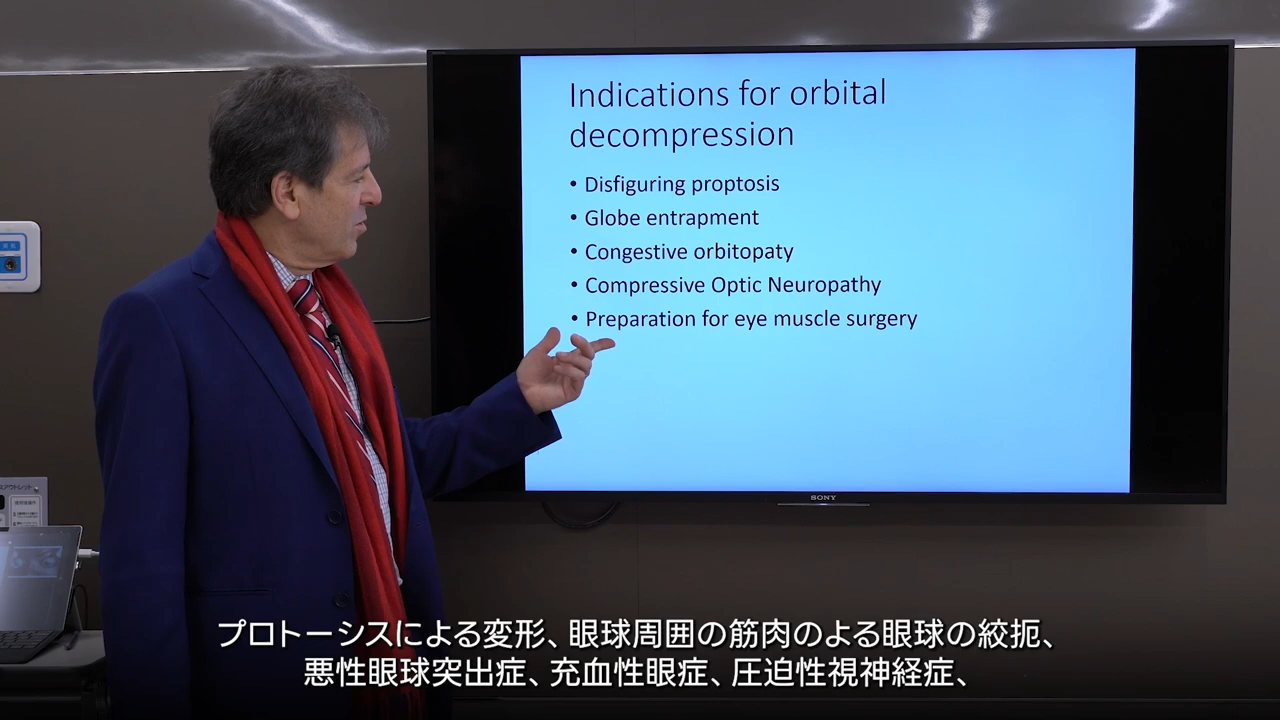 Indications for orbital
decompression
• Disfiguring proptosis
• Globe entrapment
• Congestive orbitopaty
• Compressive Optic Neuropathy
• Preparation for eye muscle surgery
SONY
プロトーシスによる変形、眼球周囲の筋肉のよる眼球の絞扼、
悪性眼球突出症、充血性眼症、圧迫性視神経症、